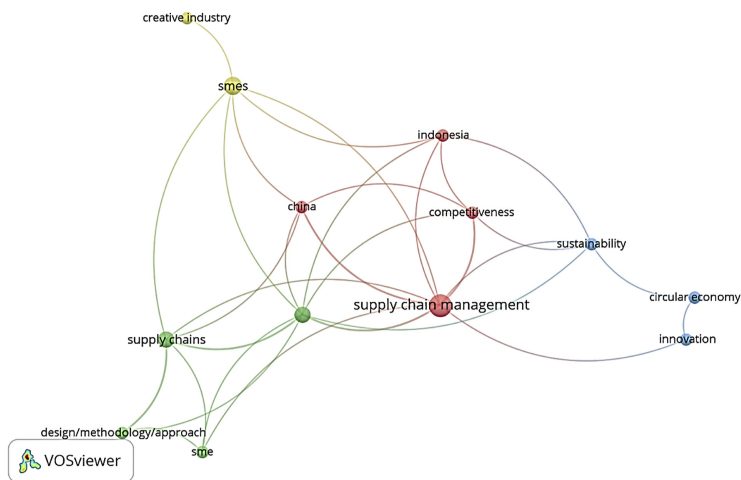 creative industry
smes
indonesia
china
competitiveness
sustainability
circular economy
supply chain management
innovation
supply chains
design/methodology/approach
sme
VOSviewer